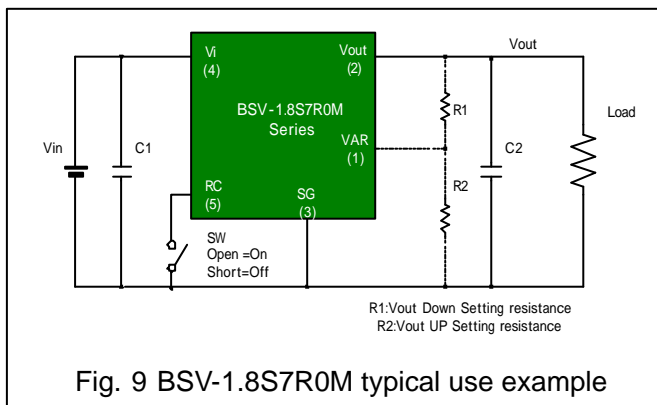 Vi
(4)
Vout
(2)
Vout
BSV-1.8S7R0M
Series
R1
Load
Vin
C1
VAR
(1)
C2
RC
(5)
SG
(3)
R2
SW
Open =On
Short=Off
R1:Vout Down Setting resistance
R2:Vout UP Setting resistance
Fig. 9 BSV-1.8S7R0M typical use example